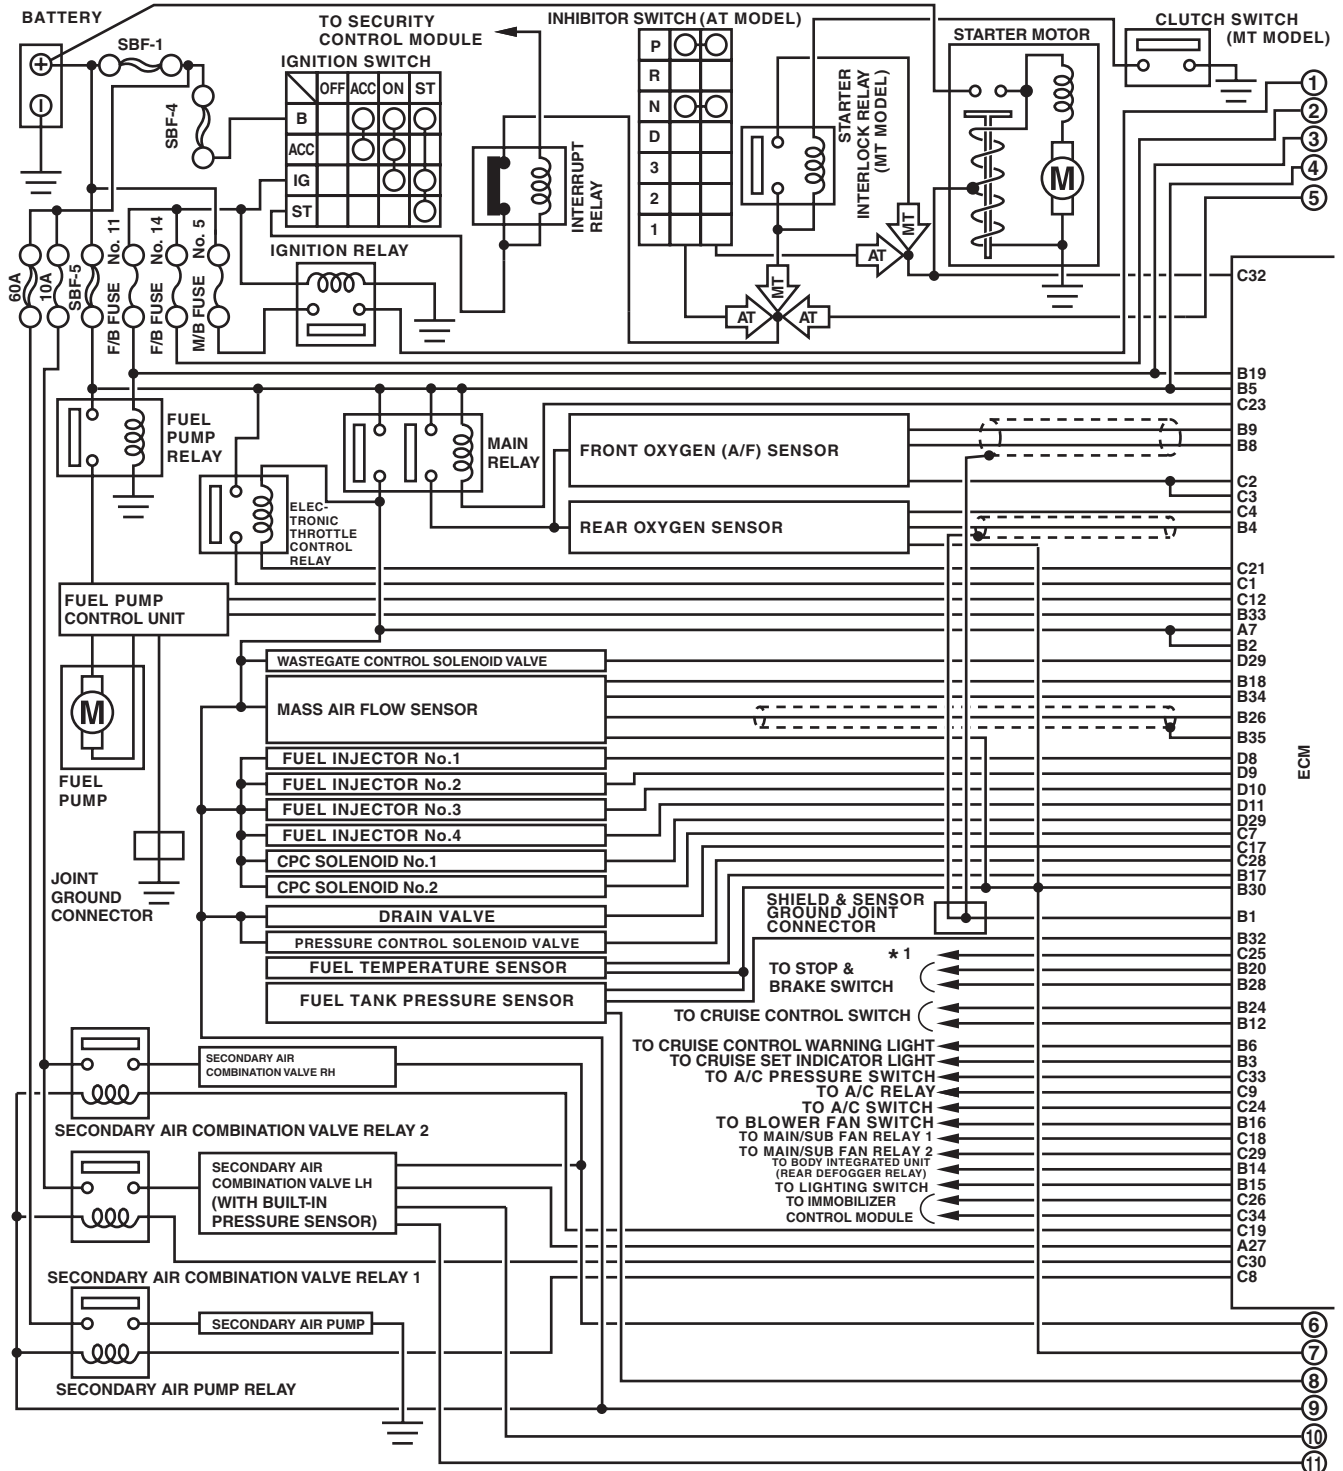 BATTERY
SBF-1
SBF-4
TO SECURITY
CONTROL MODULE
IGNITION SWITCH
OFF ACC ON ST
B
ACC
IG
ST
INTERRUPT
RELAY
INHIBITOR SWITCH (AT MODEL)
P
R
N
D
3
2
1
STARTER
INTERLOCK RELAY
(MT MODEL)
STARTER MOTOR
M
CLUTCH SWITCH
(MT MODEL)
1
2
3
4
5
MT
AT
MT
AT
AT
60A
10A
SBF-5
F/B FUSE No. 11
F/B FUSE No. 14
M/B FUSE No. 5
IGNITION RELAY
FUEL
PUMP
RELAY
ELEC-
TRONIC
THROTTLE
CONTROL
RELAY
MAIN
RELAY
FRONT OXYGEN (A/F) SENSOR
REAR OXYGEN SENSOR
FUEL PUMP
CONTROL UNIT
M
FUEL
PUMP
JOINT
GROUND
CONNECTOR
WASTEGATE CONTROL SOLENOID VALVE
MASS AIR FLOW SENSOR
FUEL INJECTOR No.1
FUEL INJECTOR No.2
FUEL INJECTOR No.3
FUEL INJECTOR No.4
CPC SOLENOID No.1
CPC SOLENOID No.2
DRAIN VALVE
PRESSURE CONTROL SOLENOID VALVE
FUEL TEMPERATURE SENSOR
FUEL TANK PRESSURE SENSOR
SHIELD & SENSOR
GROUND JOINT
CONNECTOR
*1
TO STOP &
BRAKE SWITCH
TO CRUISE CONTROL SWITCH
TO CRUISE CONTROL WARNING LIGHT
TO CRUISE SET INDICATOR LIGHT
TO A/C PRESSURE SWITCH
TO A/C RELAY
TO A/C SWITCH
TO BLOWER FAN SWITCH
TO MAIN/SUB FAN RELAY 1
TO MAIN/SUB FAN RELAY 2
TO BODY INTEGRATED UNIT
(REAR DEFOGGER RELAY)
TO LIGHTING SWITCH
TO IMMOBILIZER
CONTROL MODULE
SECONDARY AIR
COMBINATION VALVE RH
SECONDARY AIR COMBINATION VALVE RELAY 2
SECONDARY AIR
COMBINATION VALVE LH
(WITH BUILT-IN
PRESSURE SENSOR)
SECONDARY AIR COMBINATION VALVE RELAY 1
SECONDARY AIR PUMP
SECONDARY AIR PUMP RELAY
C32
B19
B5
C23
B9
B8
C2
C3
C4
B4
C21
C1
C12
B33
A7
B2
D29
B18
B34
B26
B35
D8
D9
D10
D11
D29
C7
C17
C28
B17
B30
B1
B32
C25
B20
B28
B24
B12
B6
B3
C33
C9
C24
B16
C18
C29
B14
B15
C26
C34
C19
A27
C30
C8
ECM
6
7
8
9
10
11